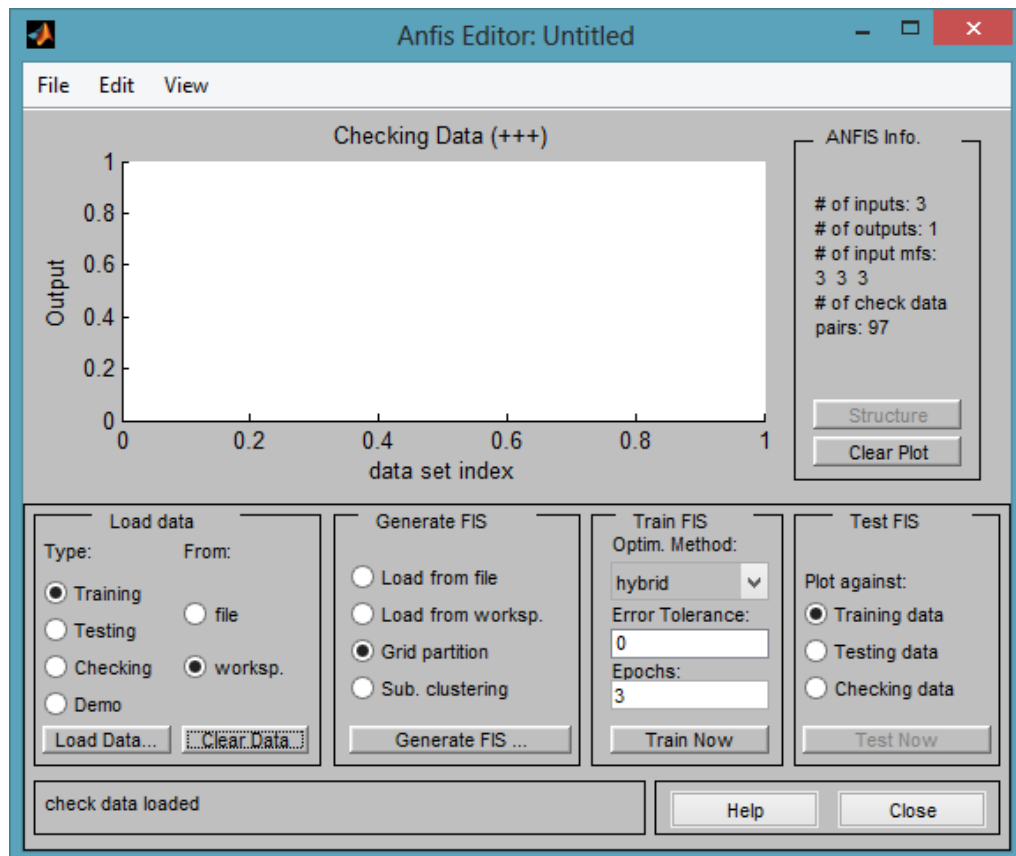 Anfis Editor: Untitled
File Edit View
Checking Data (+++)
1
0.8
0.6
0.4
0.2
0
Output
0 0.2 0.4 0.6 0.8 1
data set index
ANFIS Info.
# of inputs: 3
# of outputs: 1
# of input mfs:
3 3 3
# of check data
pairs: 97
Structure
Clear Plot
Load data
Type: From:
Training
file
Testing
Checking
worksp.
Demo
Load Data... Clear Data
Generate FIS
Load from file
Load from worksp.
Grid partition
Sub. clustering
Generate FIS ...
Train FIS
Optim. Method:
hybrid
Error Tolerance:
0
Epochs:
3
Train Now
Test FIS
Plot against:
Training data
Testing data
Checking data
Test Now
check data loaded
Help
Close